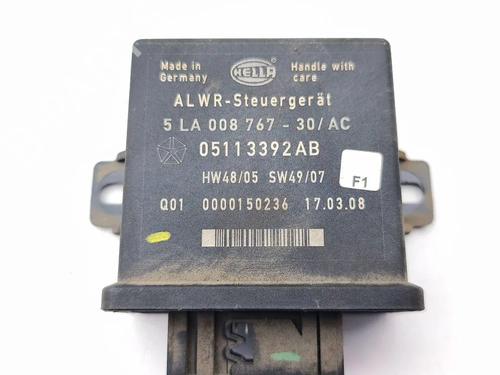 Made in
Germany
HELLA
Handle with
care
ALWR-Steuergerät
5 LA 008 767 - 30/AC
05113392AB
HW48/05 SW49/07
F1
Q01 0000150236 17.03.08